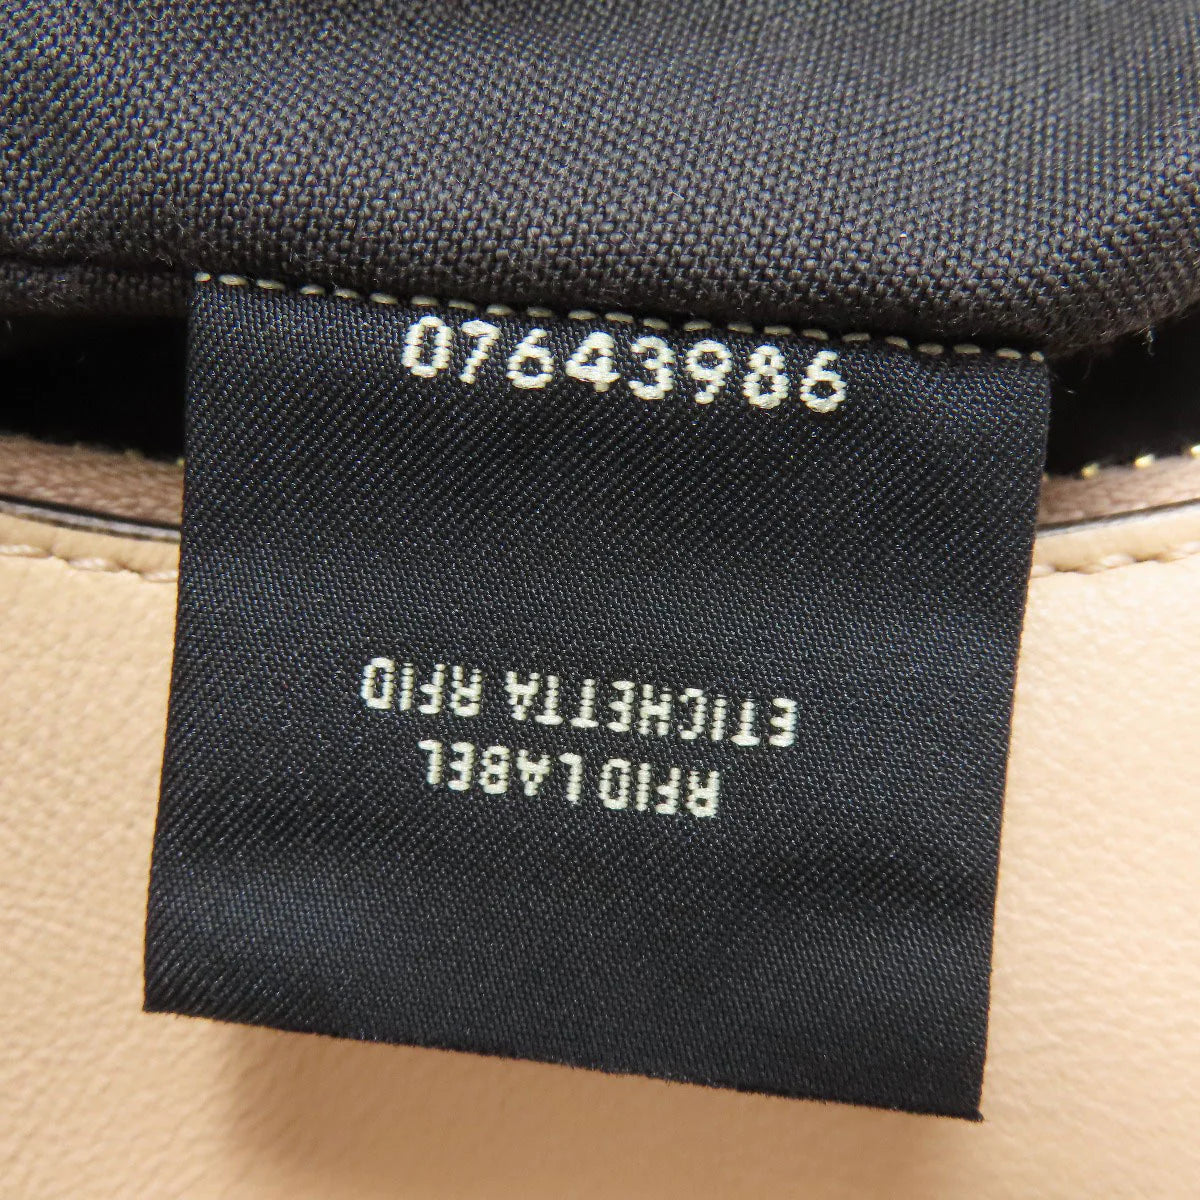 07643986
RFID LABEL
ETICHETTA RFID